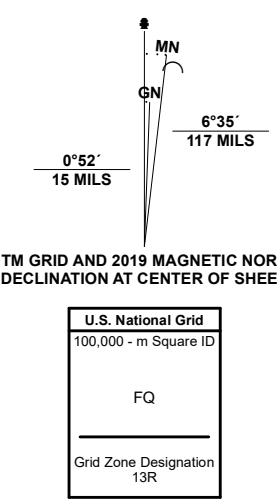 MN
GN
6°35´
117 MILS
0°52´
15 MILS
TM GRID AND 2019 MAGNETIC NOR
DECLINATION AT CENTER OF SHEE
U.S. National Grid
100,000 - m Square ID
FQ
Grid Zone Designation
13R